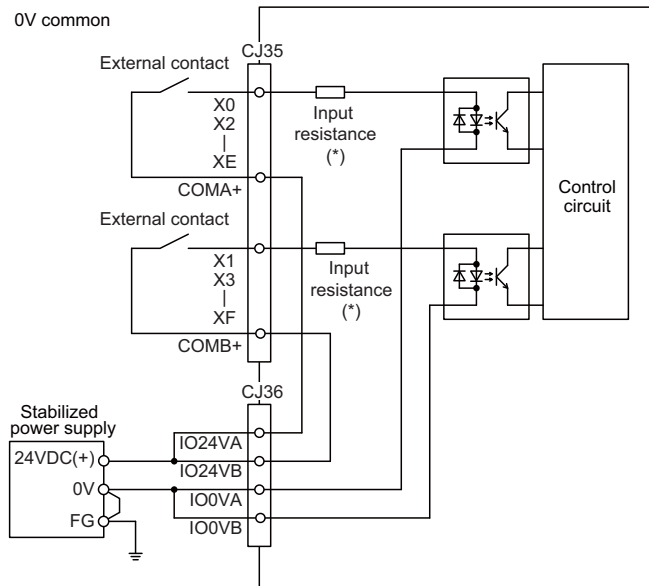 0V common
CJ35
External contact
X0
X2
|
XE
COMA+
Input
resistance
(*)
External contact
X1
X3
|
XF
COMB+
Input
resistance
(*)
Control
circuit
CJ36
Stabilized
power supply
24VDC(+)
0V
FG
IO24VA
IO24VB
IO0VA
IO0VB